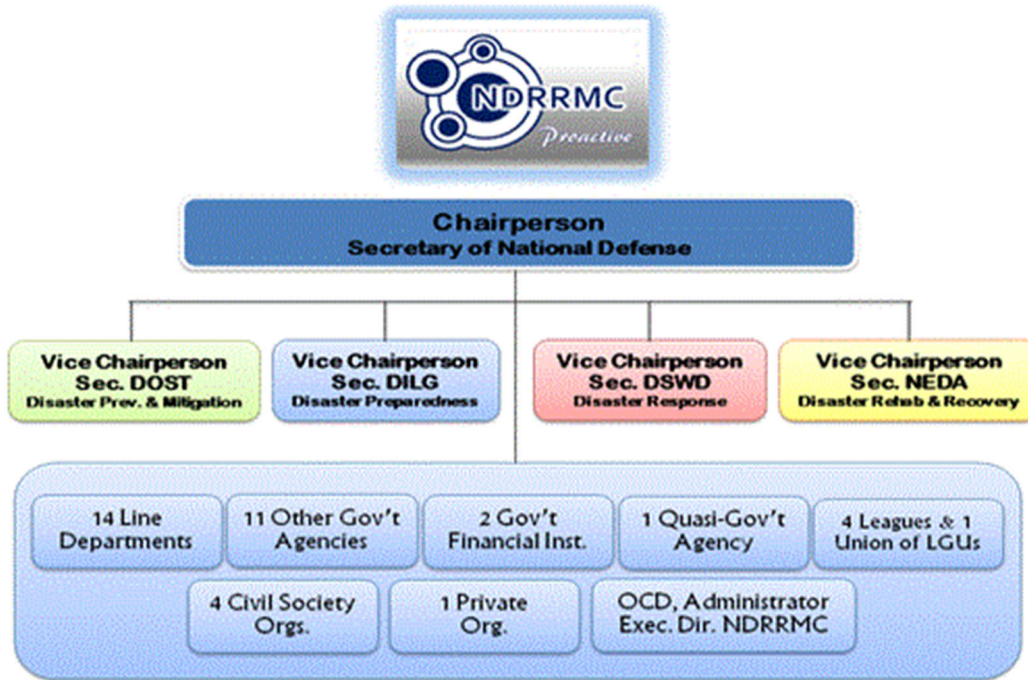 NDRRMC
Proactive
Chairperson
Secretary of National Defense
Vice Chairperson
Sec. DOST
Disaster Prev. & Mitigation
Vice Chairperson
Sec. DILG
Disaster Preparedness
Vice Chairperson
Sec. DSWD
Disaster Response
Vice Chairperson
Sec. NEDA
Disaster Rehab & Recovery
14 Line
Departments
11 Other Gov't
Agencies
2 Gov't
Financial Inst.
1 Quasi-Gov't
Agency
4 Leagues & 1
Union of LGUs
4 Civil Society
Orgs.
1 Private
Org.
OCD, Administrator
Exec. Dir. NDRRMC